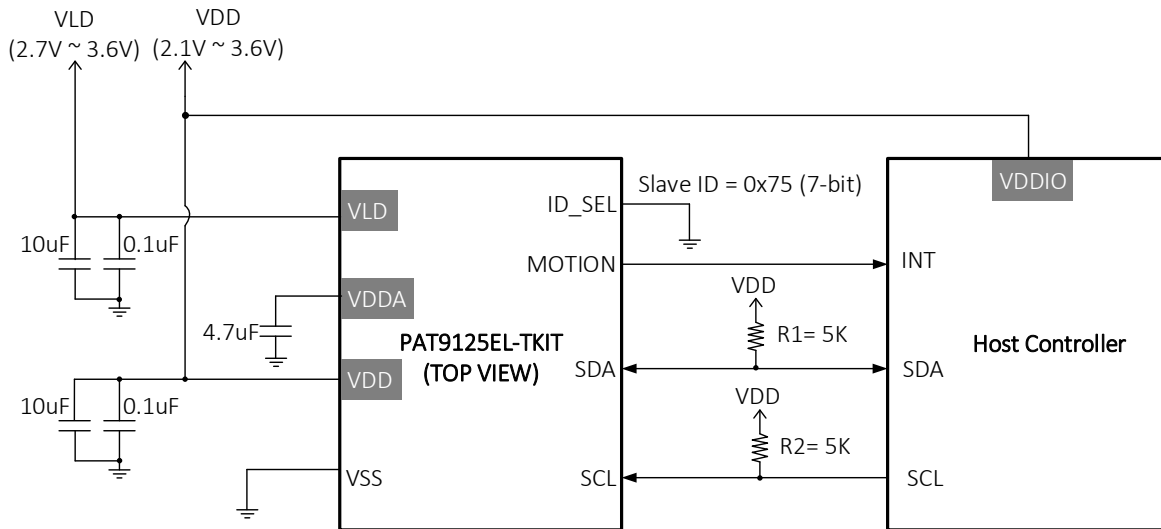 VLD
(2.7V ~ 3.6V)
VDD
(2.1V ~ 3.6V)
VDDIO
Slave ID = 0x75 (7-bit)
VLD
ID_SEL
10uF
0.1uF
MOTION
INT
VDD
VDDA
4.7uF
R1= 5K
PAT9125EL-TKIT
(TOP VIEW)
Host Controller
SDA
SDA
VDD
VDD
10uF
0.1uF
R2= 5K
VSS
SCL
SCL